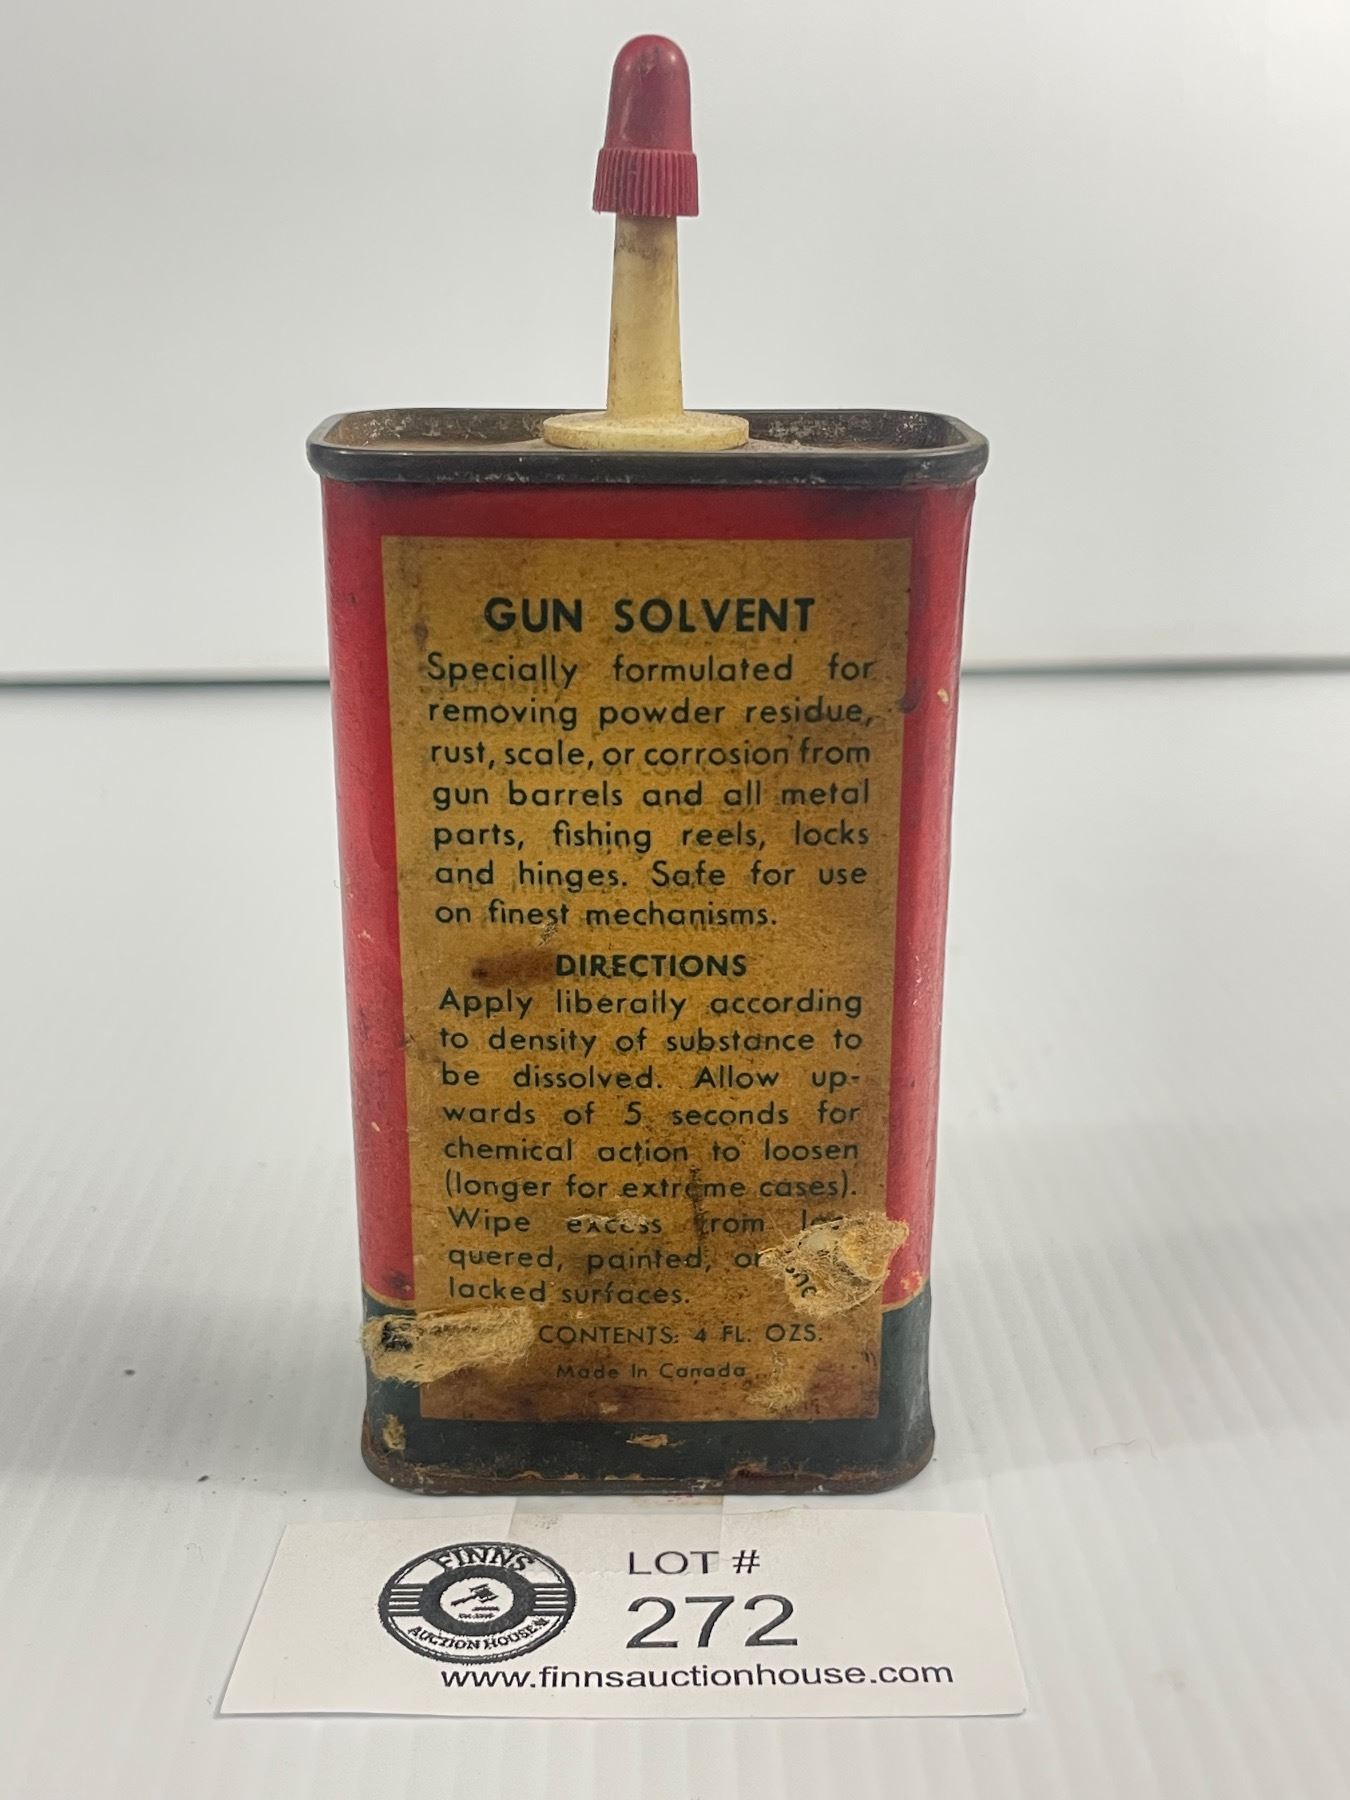 GUN SOLVENT
Specially formulated for
removing powder residue,
rust, scale, or corrosion from
gun barrels and all metal
parts, fishing reels, locks
and hinges. Safe for use
on finest mechanisms.
DIRECTIONS
Apply liberally according
to density of substance to
be dissolved. Allow up-
wards of 5 seconds for
chemical action to loosen
(longer for extreme cases).
Wipe excess from
quered, painted, or
lacked surfaces.
CONTENTS: 4 FL. OZS.
Made In Canada
FINNS
AUCTION HOUSE
LOT #
272
www.finnsauctionhouse.com